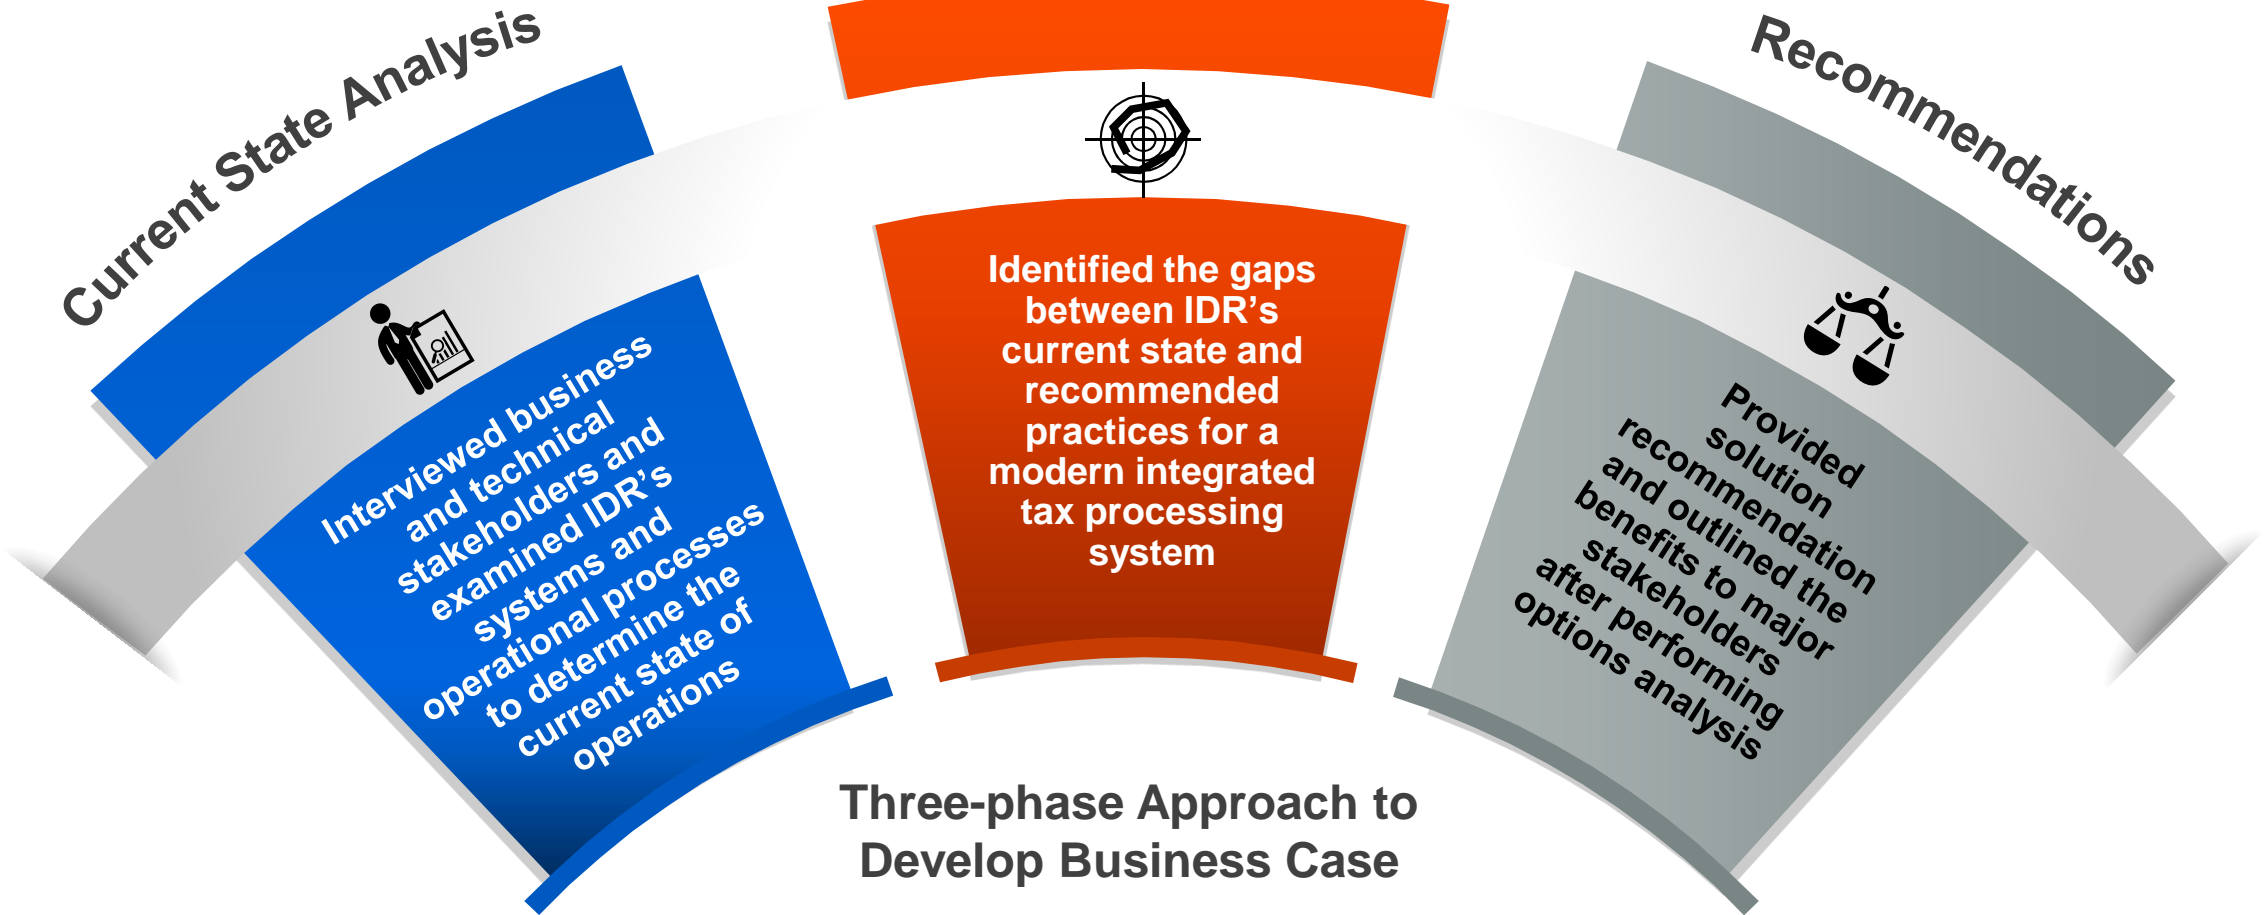 Current State Analysis
Interviewed business
and technical
stakeholders and
examined IDR's
systems and
operational processes
to determine the
current state of
operations
Identified the gaps
between IDR’s
current state and
recommended
practices for a
modern integrated
tax processing
system
Recommendations
Provided
solution
recommendation
and outlined the
benefits to major
stakeholders
after performing
options analysis
Three-phase Approach to
Develop Business Case